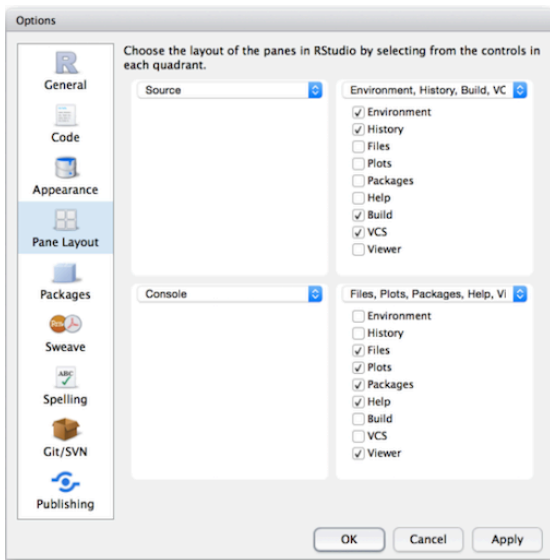 Options
Choose the layout of the panes in RStudio by selecting from the controls in
each quadrant.
R
General
Code
Appearance
Pane Layout
Packages
Sweave
ABC
Spelling
Git/SVN
Publishing
Source
Environment, History, Build, VC
Environment
History
Files
Plots
Packages
Help
Build
VCS
Viewer
Console
Files, Plots, Packages, Help, Vi
Environment
History
Files
Plots
Packages
Help
Build
VCS
Viewer
OK
Cancel
Apply